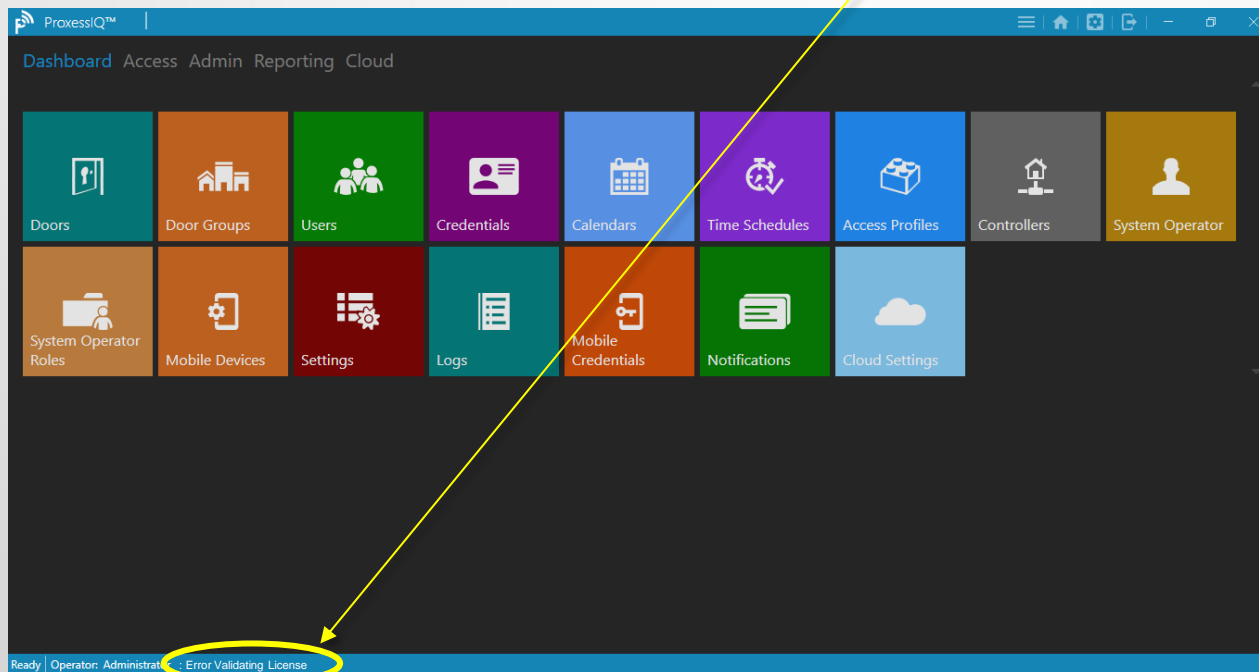 ProxessIQ™
Dashboard Access Admin Reporting Cloud
Doors
Door Groups
Users
Credentials
Calendars
Time Schedules
Access Profiles
Controllers
System Operator
System Operator
Roles
Mobile Devices
Settings
Logs
Mobile
Credentials
Notifications
Cloud Settings
Ready Operator: Administrator : Error Validating License